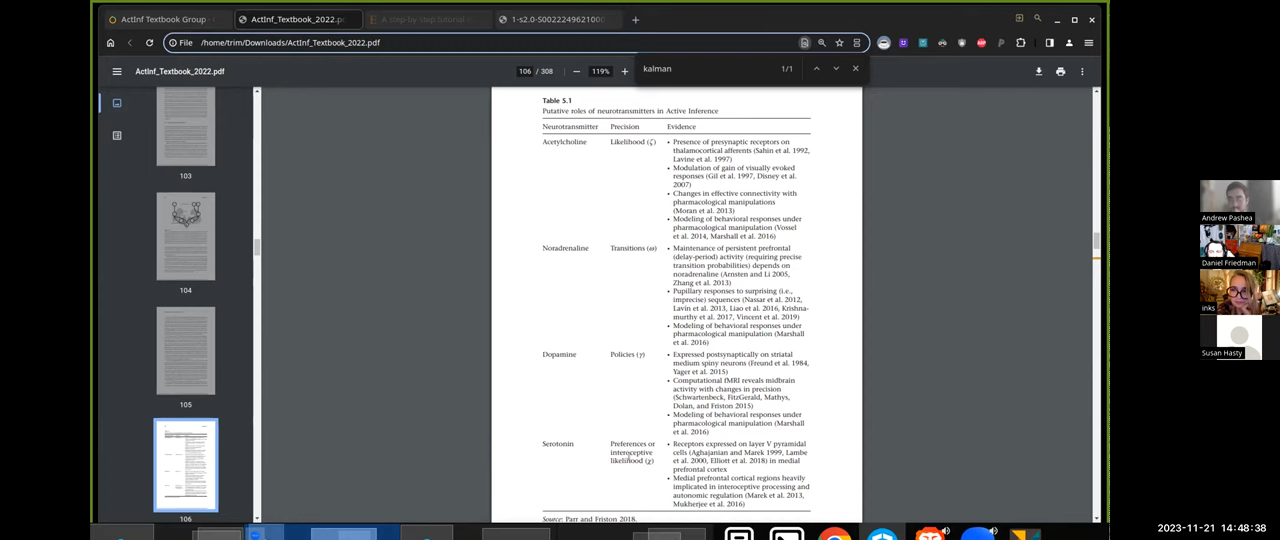 ActInf Textbook Group -
ActInf_Textbook_2022.pdf
A step-by-step tutorial
1-s2.0-S00222496210001
File
/home/trim/Downloads/ActInf_Textbook_2022.pdf
ActInf_Textbook_2022.pdf
106 / 308
119%
kalman
1/1
103
104
105
106
Table 5.1
Putative roles of neurotransmitters in Active Inference
Neurotransmitter Precision Evidence
Acetylcholine Likelihood (ζ) • Presence of presynaptic receptors on
thalamocortical afferents (Sahin et al. 1992,
Lavine et al. 1997)
• Modulation of gain of visually evoked
responses (Gil et al. 1997, Disney et al.
2007)
• Changes in effective connectivity with
pharmacological manipulations
(Moran et al. 2013)
• Modeling of behavioral responses under
pharmacological manipulation (Vossel
et al. 2014, Marshall et al. 2016)
Noradrenaline Transitions (ω) • Maintenance of persistent prefrontal
(delay-period) activity (requiring precise
transition probabilities) depends on
noradrenaline (Arnsten and Li 2005,
Zhang et al. 2013)
• Pupillary responses to surprising (i.e.,
imprecise) sequences (Nassar et al. 2012,
Lavin et al. 2013, Liao et al. 2016, Krishna-
murthy et al. 2017, Vincent et al. 2019)
• Modeling of behavioral responses under
pharmacological manipulation (Marshall
et al. 2016)
Dopamine Policies (γ) • Expressed postsynaptically on striatal
medium spiny neurons (Freund et al. 1984,
Yager et al. 2015)
• Computational fMRI reveals midbrain
activity with changes in precision
(Schwartenbeck, FitzGerald, Mathys,
Dolan, and Friston 2015)
• Modeling of behavioral responses under
pharmacological manipulation (Marshall
et al. 2016)
Serotonin Preferences or • Receptors expressed on layer V pyramidal
interoceptive cells (Aghajanian and Marek 1999, Lambe
likelihood (χ) et al. 2000, Elliott et al. 2018) in medial
prefrontal cortex
• Medial prefrontal cortical regions heavily
implicated in interoceptive processing and
autonomic regulation (Marek et al. 2013,
Mukherjee et al. 2016)
Source: Parr and Friston 2018.
Andrew Pashea
Daniel Friedman
inks
Susan Hasty
2023-11-21 14:48:38